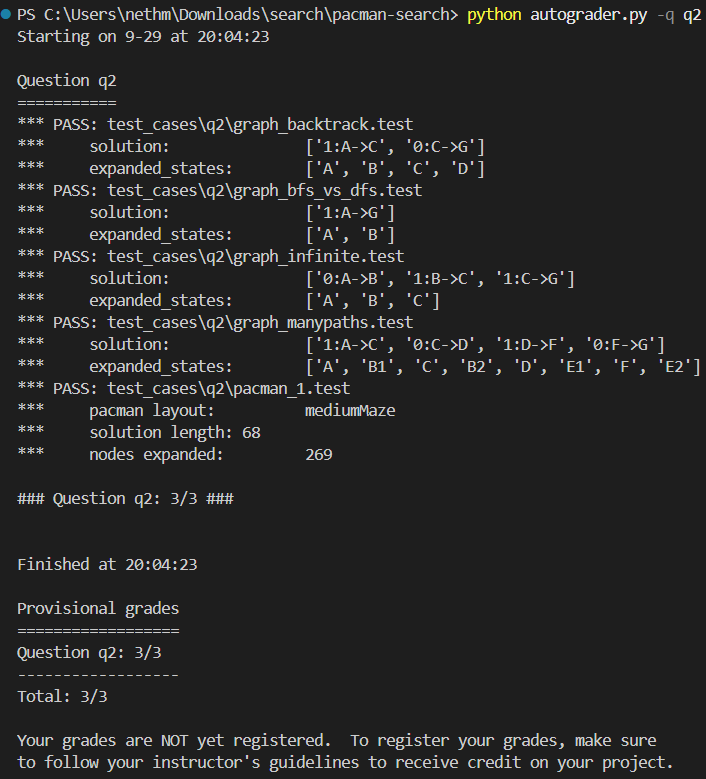 PS C:\Users\nethm\Downloads\search\pacman-search> python autograder.py -q q2
Starting on 9-29 at 20:04:23
Question q2
===========
*** PASS: test_cases\q2\graph_backtrack.test
***     solution:               ['1:A->C', '0:C->G']
***     expanded_states:        ['A', 'B', 'C', 'D']
*** PASS: test_cases\q2\graph_bfs_vs_dfs.test
***     solution:               ['1:A->G']
***     expanded_states:        ['A', 'B']
*** PASS: test_cases\q2\graph_infinite.test
***     solution:               ['0:A->B', '1:B->C', '1:C->G']
***     expanded_states:        ['A', 'B', 'C']
*** PASS: test_cases\q2\graph_manypaths.test
***     solution:               ['1:A->C', '0:C->D', '1:D->F', '0:F->G']
***     expanded_states:        ['A', 'B1', 'C', 'B2', 'D', 'E1', 'F', 'E2']
*** PASS: test_cases\q2\pacman_1.test
***     pacman layout:          mediumMaze
***     solution length: 68
***     nodes expanded:         269
### Question q2: 3/3 ###
Finished at 20:04:23
Provisional grades
==================
Question q2: 3/3
------------------
Total: 3/3
Your grades are NOT yet registered.  To register your grades, make sure
to follow your instructor's guidelines to receive credit on your project.